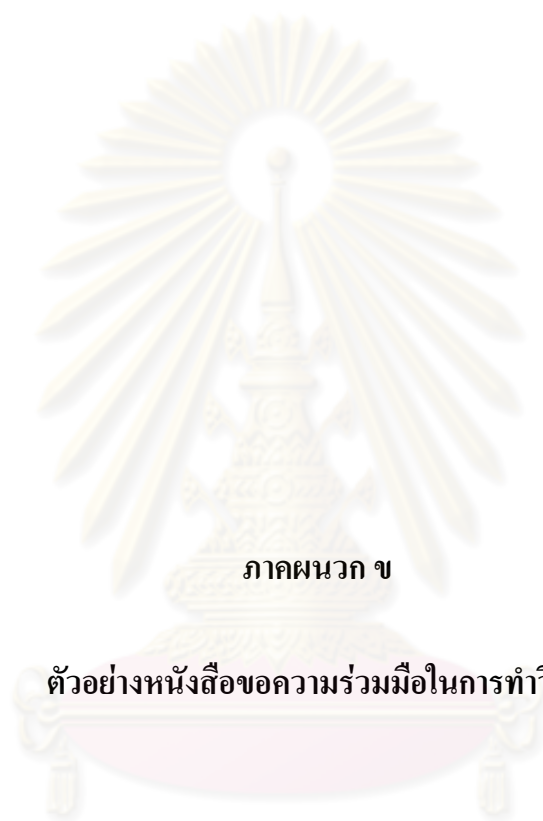 ภาคผนวก ข
ตัวอย่างหนังสือขอความร่วมมือในการทำวิ